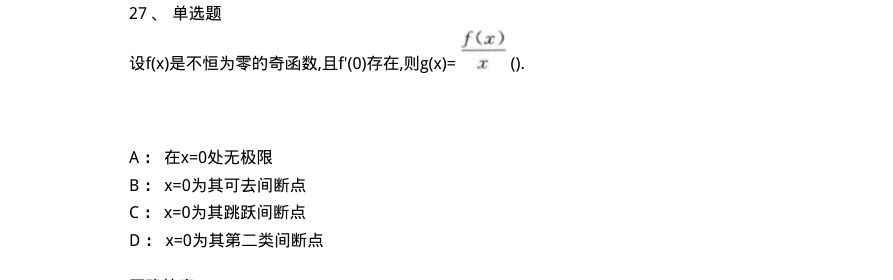 27 、 单选题
设f(x)是不恒为零的奇函数,且f'(0)存在,则g(x)= f(x)/x ().
A： 在x=0处无极限
B： x=0为其可去间断点
C： x=0为其跳跃间断点
D： x=0为其第二类间断点